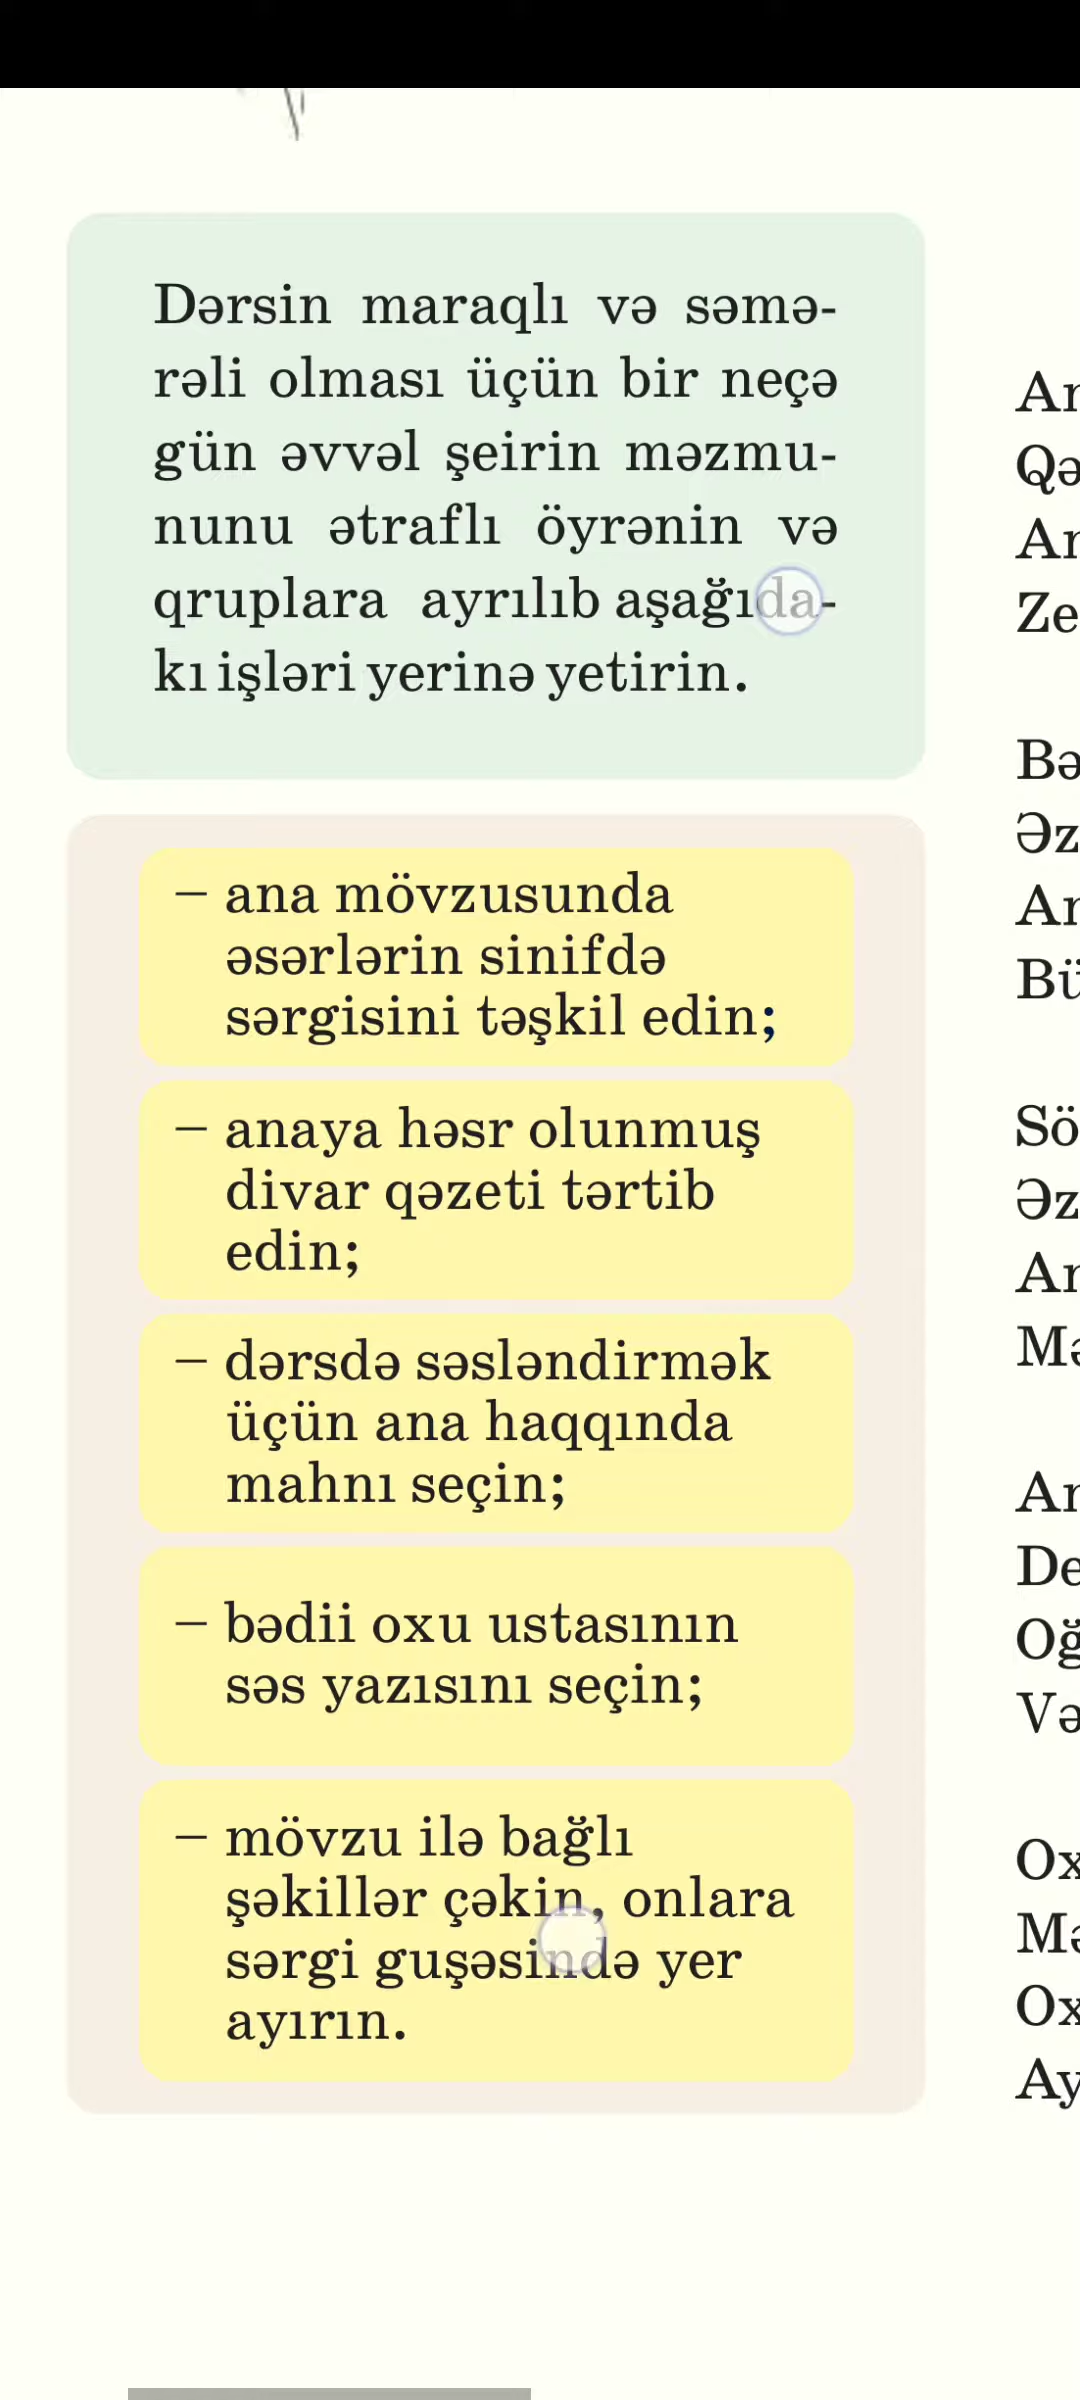 Dərsin maraqlı və səmə-
rəli olması üçün bir neçə
gün əvvəl şeirin məzmu-
nunu ətraflı öyrənin və
qruplara ayrılıb aşağıda-
kı işləri yerinə yetirin.
– ana mövzusunda
əsərlərin sinifdə
sərgisini təşkil edin;
– anaya həsr olunmuş
divar qəzeti tərtib
edin;
– dərsdə səsləndirmək
üçün ana haqqında
mahnı seçin;
– bədii oxu ustasının
səs yazısını seçin;
– mövzu ilə bağlı
şəkillər çəkin, onlara
sərgi guşəsində yer
ayırın.